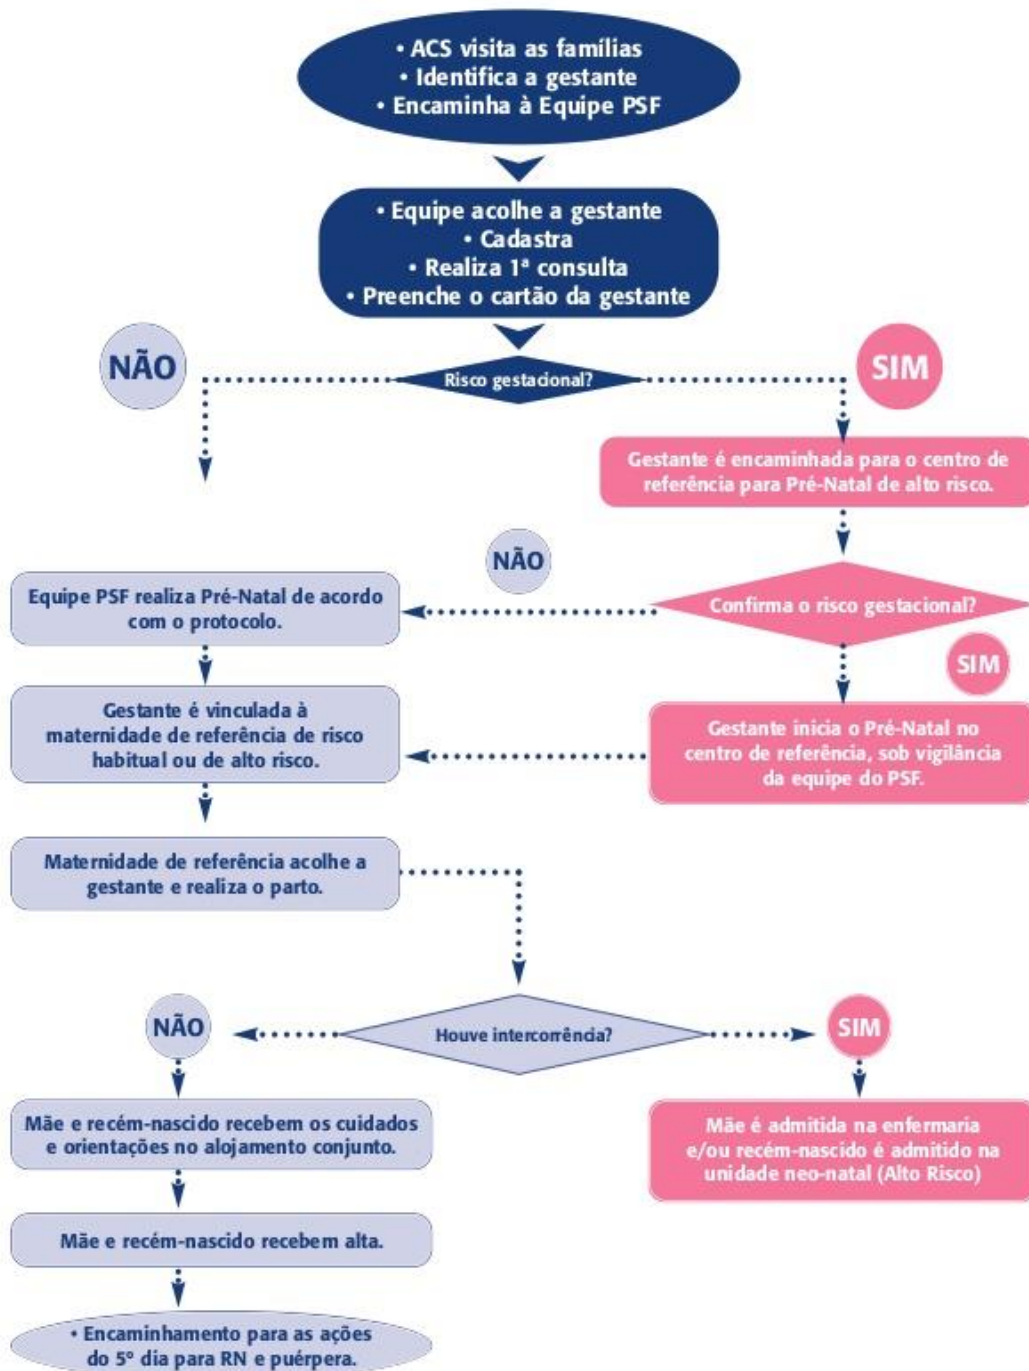 • ACS visita as famílias
• Identifica a gestante
• Encaminha à Equipe PSF
• Equipe acolhe a gestante
• Cadastra
• Realiza 1ª consulta
• Preenche o cartão da gestante
NÃO
Risco gestacional?
SIM
Gestante é encaminhada para o centro de
referência para Pré-Natal de alto risco.
NÃO
Confirma o risco gestacional?
Equipe PSF realiza Pré-Natal de acordo
com o protocolo.
SIM
Gestante é vinculada à
maternidade de referência de risco
habitual ou de alto risco.
Gestante inicia o Pré-Natal no
centro de referência, sob vigilância
da equipe do PSF.
Maternidade de referência acolhe a
gestante e realiza o parto.
NÃO
Houve intercorrência?
SIM
Mãe e recém-nascido recebem os cuidados
e orientações no alojamento conjunto.
Mãe é admitida na enfermaria
e/ou recém-nascido é admitido na
unidade neo-natal (Alto Risco)
Mãe e recém-nascido recebem alta.
• Encaminhamento para as ações
do 5º dia para RN e puérpera.